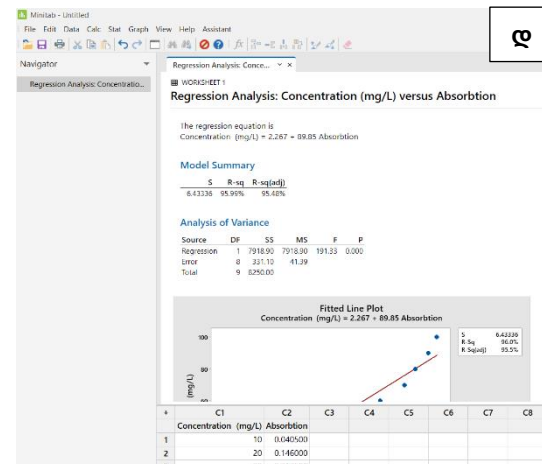 Minitab - Untitled
File Edit Data Calc Stat Graph View Help Assistant
Navigator
Regression Analysis: Conce...
ფ
Regression Analysis: Concentratio...
WORKSHEET 1
Regression Analysis: Concentration (mg/L) versus Absorbtion
The regression equation is
Concentration (mg/L) = 2.267 + 89.85 Absorbtion
Model Summary
S R-sq R-sq(adj)
6.43336 95.99% 95.48%
Analysis of Variance
Source DF SS MS F P
Regression 1 7918.90 7918.90 191.33 0.000
Error 8 331.10 41.39
Total 9 8250.00
Fitted Line Plot
Concentration (mg/L) = 2.267 + 89.85 Absorbtion
S 6.43336
R-Sq 96.0%
R-Sq(adj) 95.5%
100
80
60
(mg/L)
C1 C2 C3 C4 C5 C6 C7 C8
Concentration (mg/L) Absorbtion
1 10 0.040500
2 20 0.146000